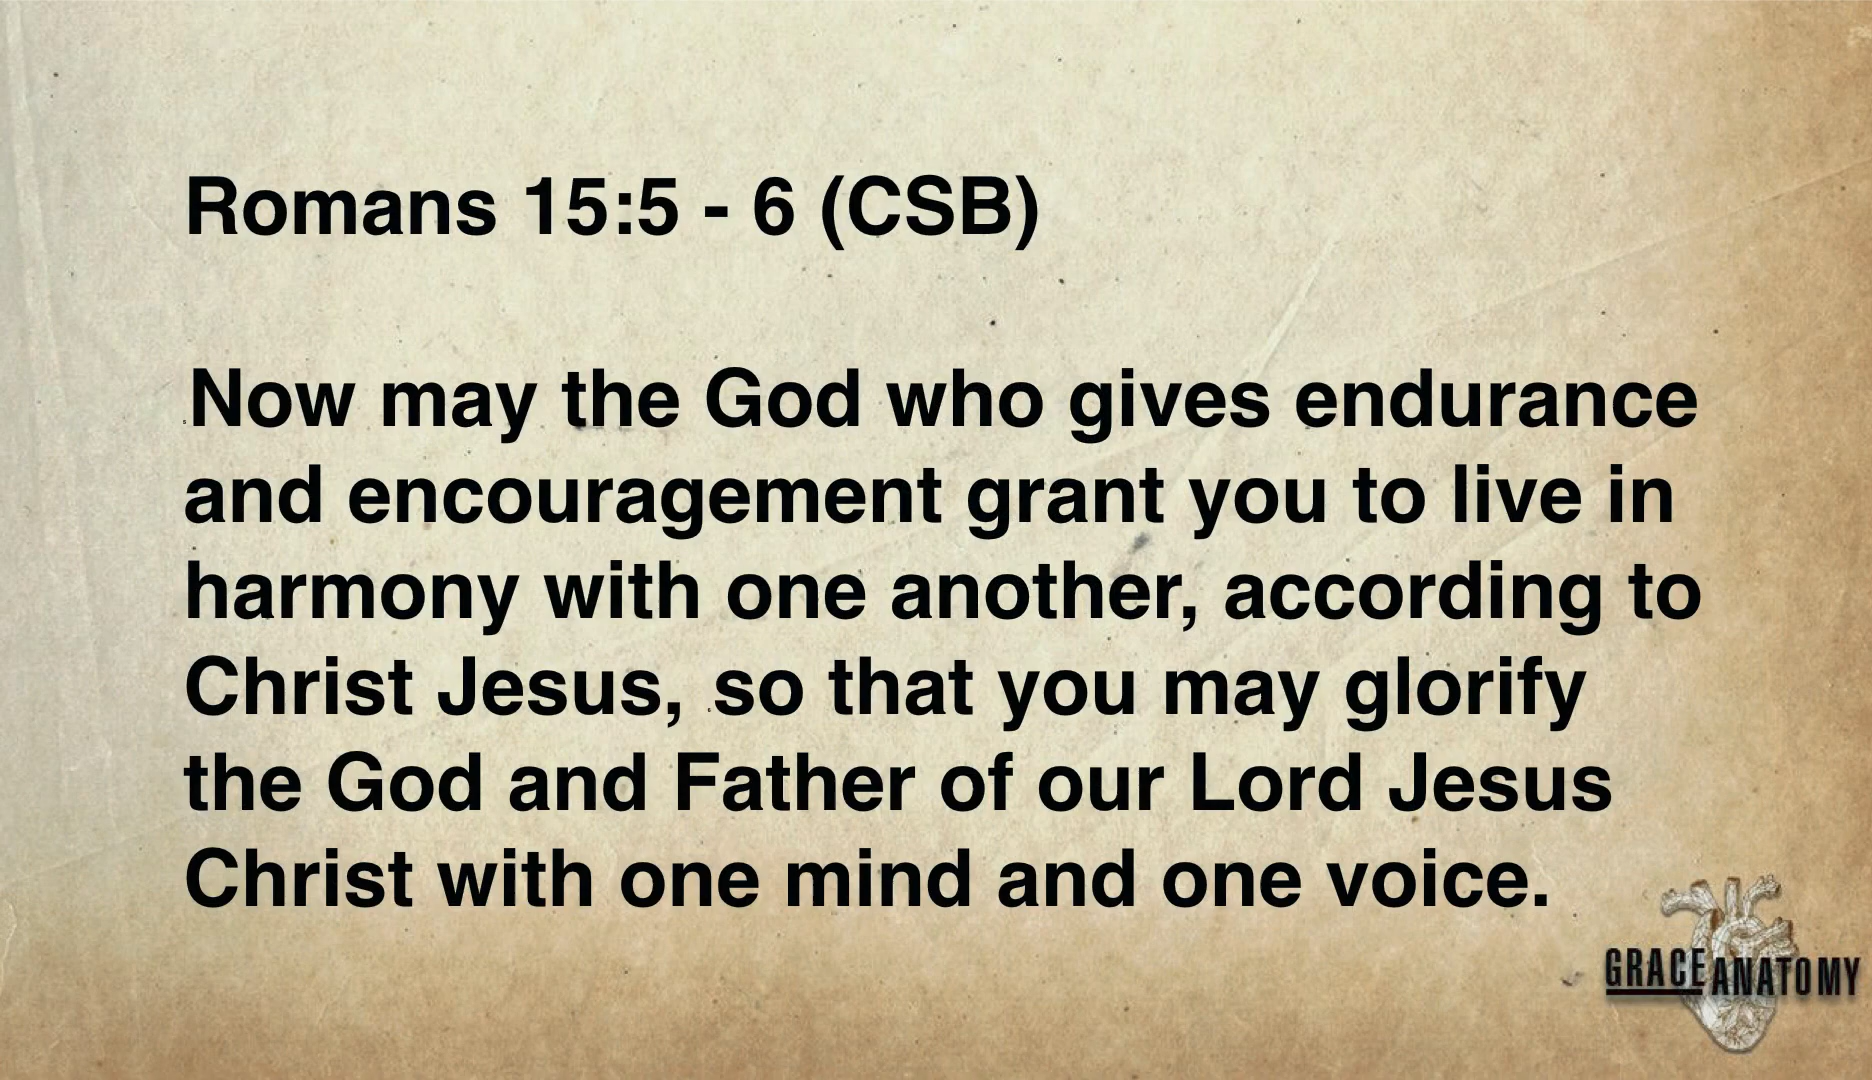 Romans 15:5 - 6 (CSB)
Now may the God who gives endurance
and encouragement grant you to live in
harmony with one another, according to
Christ Jesus, so that you may glorify
the God and Father of our Lord Jesus
Christ with one mind and one voice.
GRACE ANATOMY